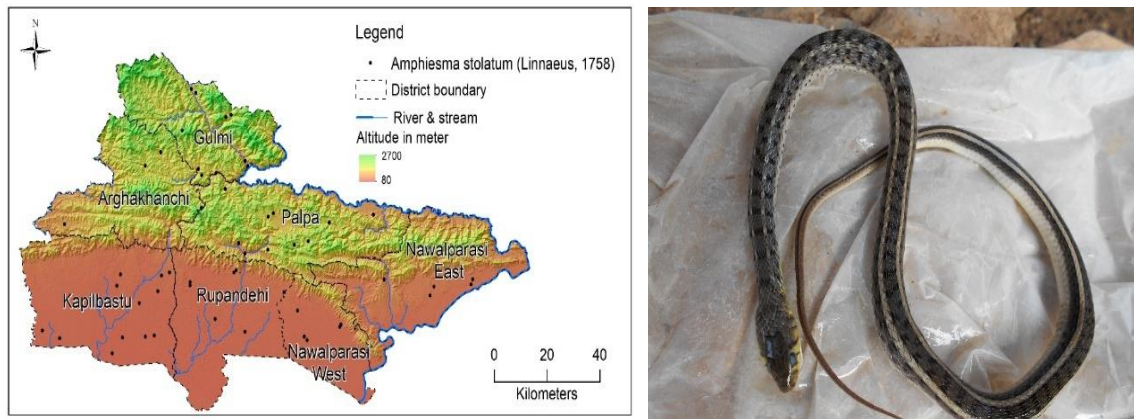 N
Legend
Amphiesma stolatum (Linnaeus, 1758)
District boundary
River & stream
Altitude in meter
2700
80
Gulmi
Arghakhanchi
Palpa
Nawalparasi
East
Kapilbastu
Rupandehi
Nawalparasi
West
0 20 40
Kilometers